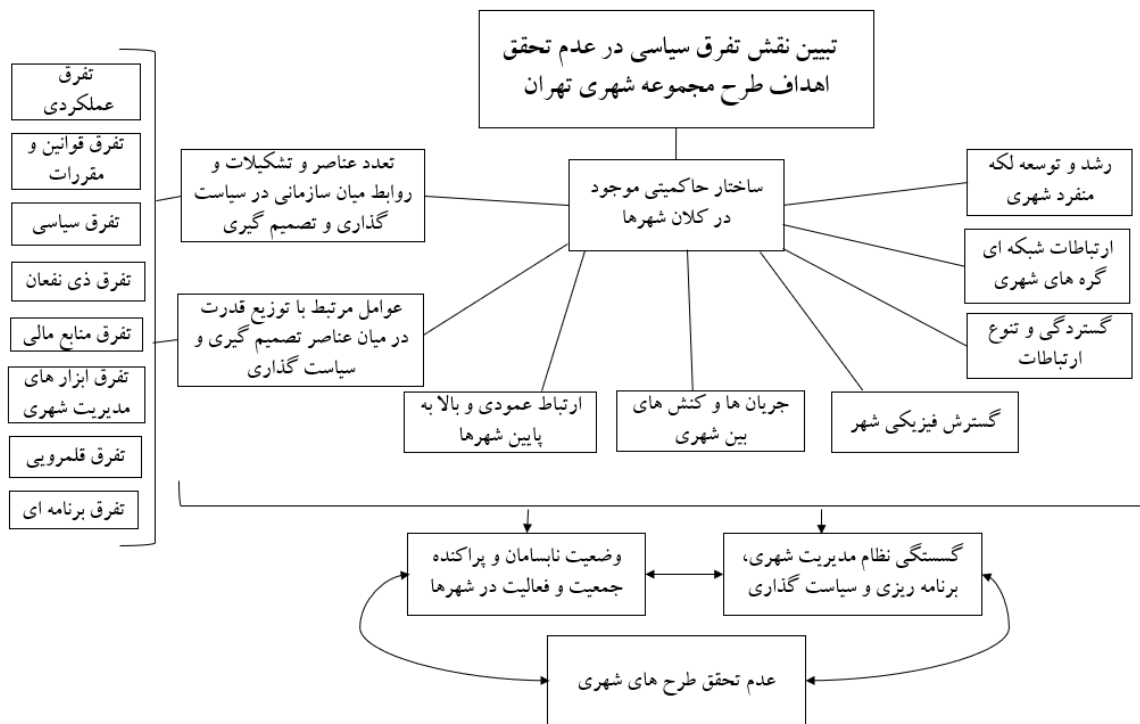 تبیین نقش تفرق سیاسی در عدم تحقق
اهداف طرح مجموعه شهری تهران
ساختار حاکمیتی موجود
در کلان شهرها
رشد و توسعه لکه
منفرد شهری
ارتباطات شبکه ای
گره های شهری
گستردگی و تنوع
ارتباطات
گسترش فیزیکی شهر
جریان ها و کنش های
بین شهری
ارتباط عمودی و بالا به
پایین شهرها
تعدد عناصر و تشکیلات و
روابط میان سازمانی در سیاست
گذاری و تصمیم گیری
عوامل مرتبط با توزیع قدرت
در میان عناصر تصمیم گیری و
سیاست گذاری
تفرق
عملکردی
تفرق قوانین و
مقررات
تفرق سیاسی
تفرق ذی نفعان
تفرق منابع مالی
تفرق ابزار های
مدیریت شهری
تفرق قلمرویی
تفرق برنامه ای
گسستگی نظام مدیریت شهری،
برنامه ریزی و سیاست گذاری
وضعیت نابسامان و پراکنده
جمعیت و فعالیت در شهرها
عدم تحقق طرح های شهری